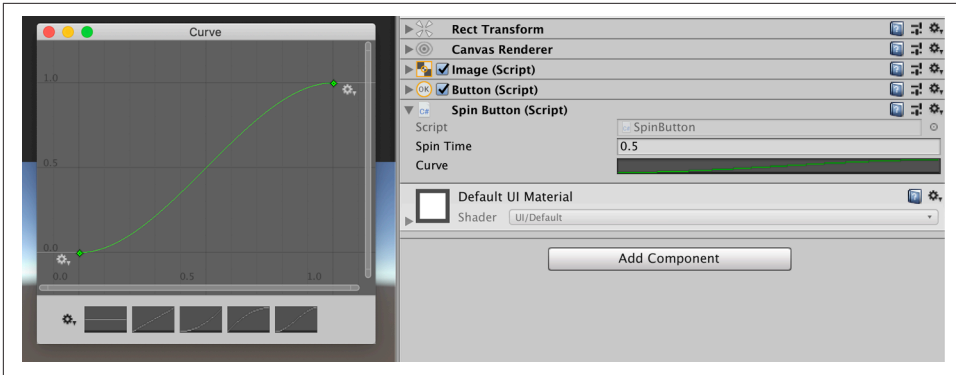 Curve
1.0
0.5
0.0
0.0 0.5 1.0
Rect Transform
Canvas Renderer
Image (Script)
OK Button (Script)
C# Spin Button (Script)
Script SpinButton
Spin Time 0.5
Curve
Default UI Material
Shader UI/Default
Add Component